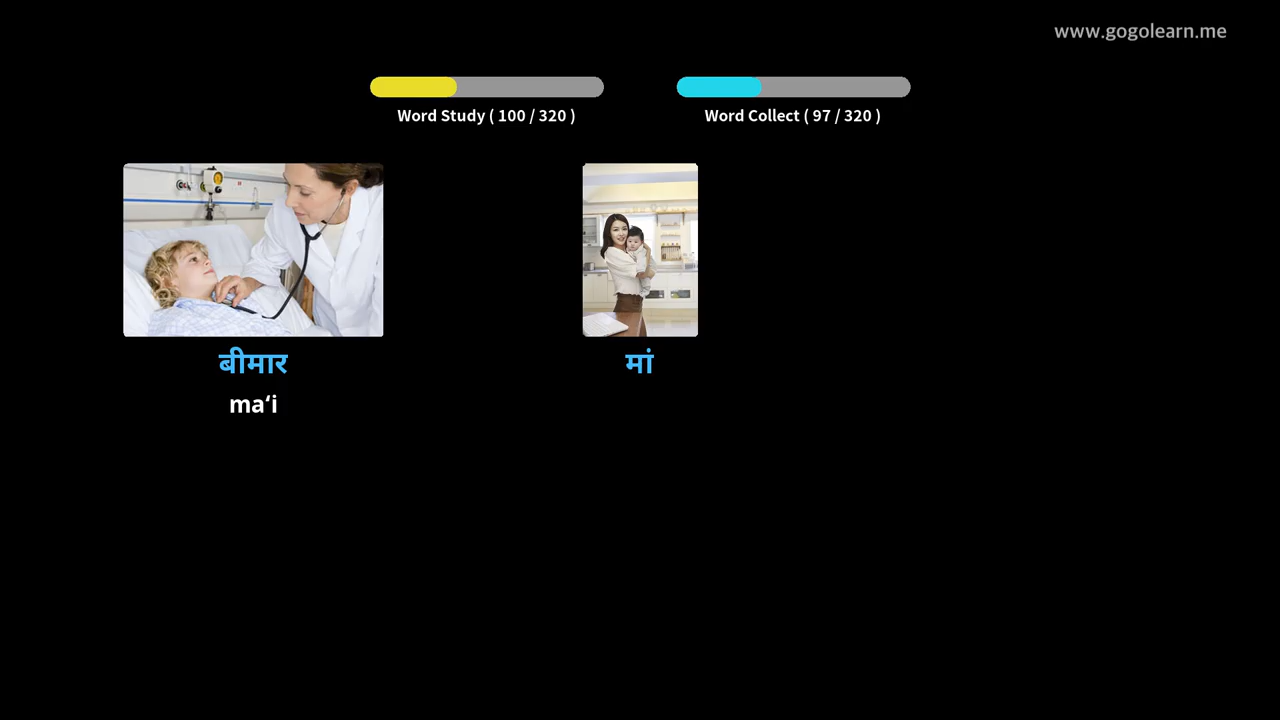 www.gogolearn.me
Word Study ( 100 / 320 )
Word Collect ( 97 / 320 )
बीमार
मां
ma‘i